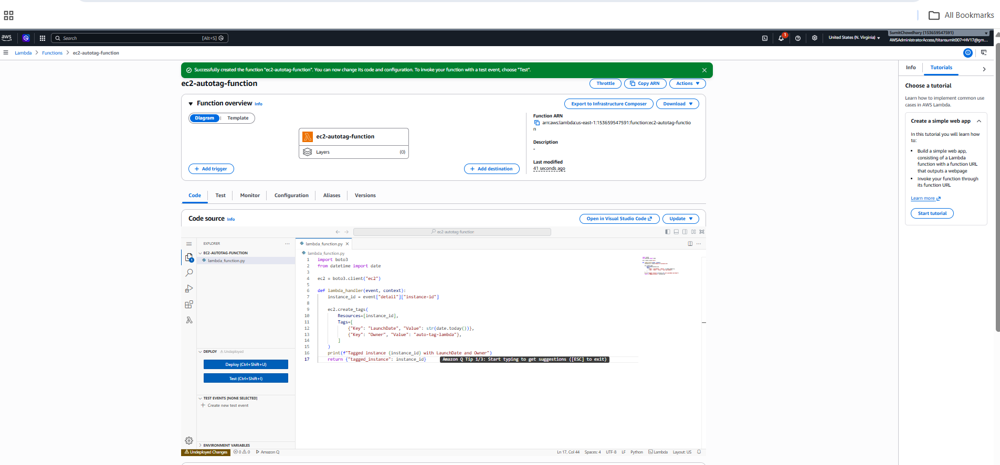 All Bookmarks
aws
Search
[Alt+S]
1
United States (N. Virginia)
SumitChowdhary (153659547591)
AWSAdministratorAccess/titansumit007+HV17@gm...
Lambda
Functions
ec2-autotag-function
Successfully created the function "ec2-autotag-function". You can now change its code and configuration. To invoke your function with a test event, choose "Test".
ec2-autotag-function
Throttle
Copy ARN
Actions
Function overview Info
Export to Infrastructure Composer
Download
Diagram
Template
ec2-autotag-function
Layers
(0)
+ Add trigger
+ Add destination
Function ARN
arn:aws:lambda:us-east-1:153659547591:function:ec2-autotag-functio
n
Description
-
Last modified
41 seconds ago
Code
Test
Monitor
Configuration
Aliases
Versions
Code source Info
Open in Visual Studio Code
Update
ec2-autotag-function
EXPLORER
EC2-AUTOTAG-FUNCTION
lambda_function.py
1
DEPLOY Undeployed
Deploy (Ctrl+Shift+U)
Test (Ctrl+Shift+I)
TEST EVENTS [NONE SELECTED]
+ Create new test event
ENVIRONMENT VARIABLES
lambda_function.py
lambda_function.py
1 import boto3
2 from datetime import date
3
4 ec2 = boto3.client("ec2")
5
6 def lambda_handler(event, context):
7 instance_id = event["detail"]["instance-id"]
8
9 ec2.create_tags(
10 Resources=[instance_id],
11 Tags=[
12 {"Key": "LaunchDate", "Value": str(date.today())},
13 {"Key": "Owner", "Value": "auto-tag-lambda"},
14 ]
15 )
16 print(f"Tagged instance {instance_id} with LaunchDate and Owner")
17 return {"tagged_instance": instance_id} Amazon Q Tip 1/3: Start typing to get suggestions ([ESC] to exit)
Undeployed Changes
0
0
Amazon Q
Ln 17, Col 44
Spaces: 4
UTF-8
LF
Python
Lambda
Layout: US
Info
Tutorials
Choose a tutorial
Learn how to implement common use
cases in AWS Lambda.
Create a simple web app
In this tutorial you will learn how
to:
• Build a simple web app,
consisting of a Lambda
function with a function URL
that outputs a webpage
• Invoke your function through
its function URL
Learn more
Start tutorial